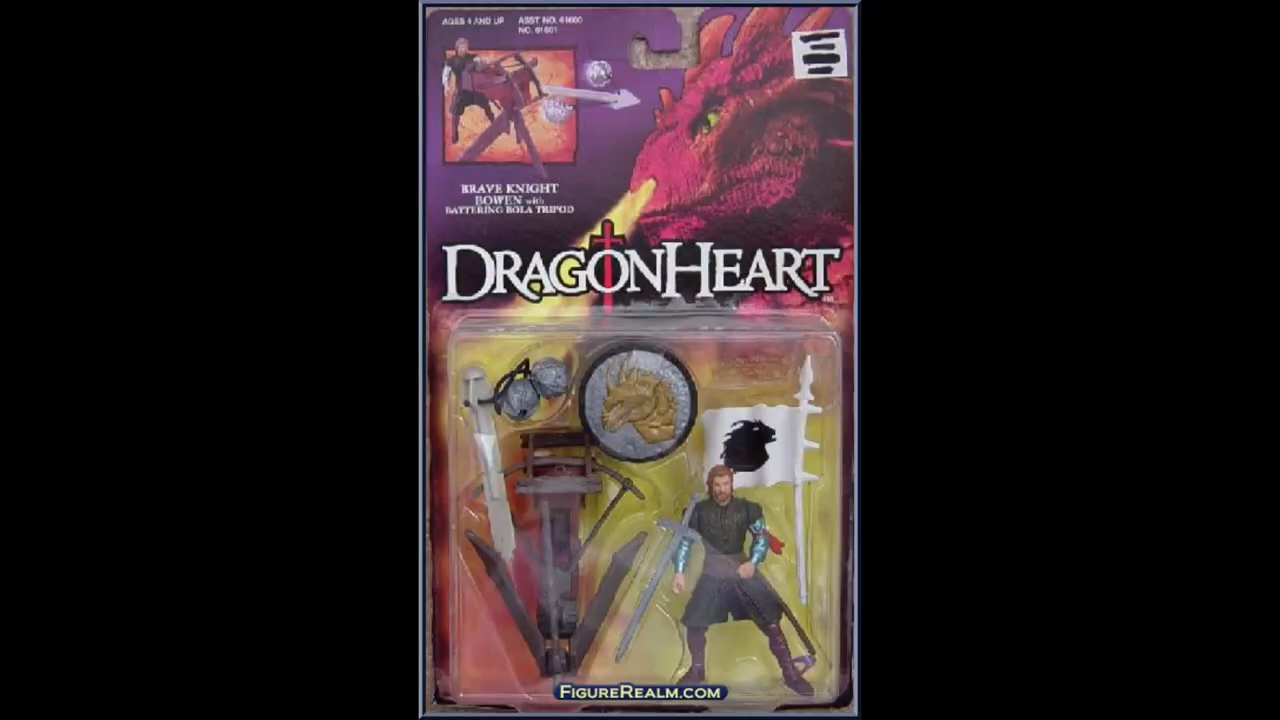 AGES 4 AND UP
ASST NO. 61600
NO. 61601
BRAVE KNIGHT
BOWEN with
BATTERING BOLA TRIPOD
DRAGONHEART
FIGUREREALM.COM